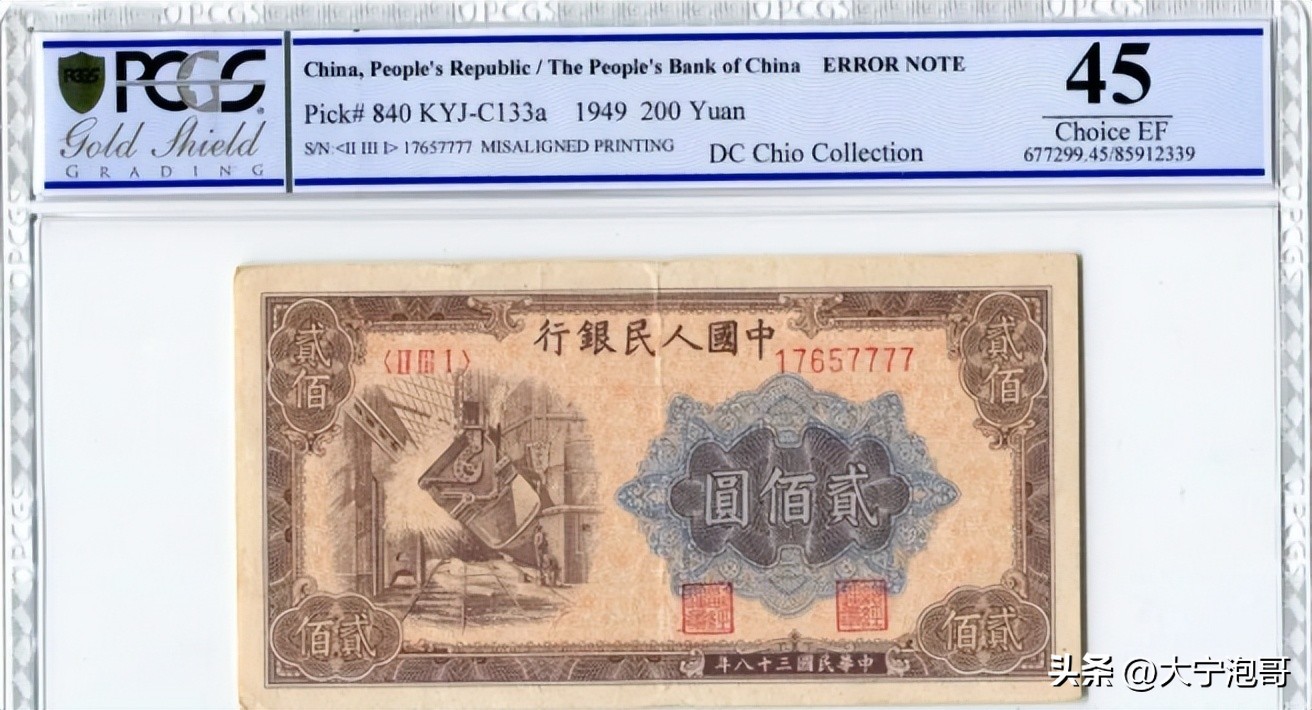 PCGS
PCGS
Gold Shield
GRADING
China, People's Republic / The People's Bank of China ERROR NOTE
Pick# 840 KYJ-C133a 1949 200 Yuan
S/N:<II III I> 17657777 MISALIGNED PRINTING
DC Chio Collection
45
Choice EF
677299.45/85912339
行銀民人國中
〈II III I〉
17657777
貳佰
貳佰
圓佰貳
佰貳
佰貳
年八十三國民華中
头条 @大宁泡哥